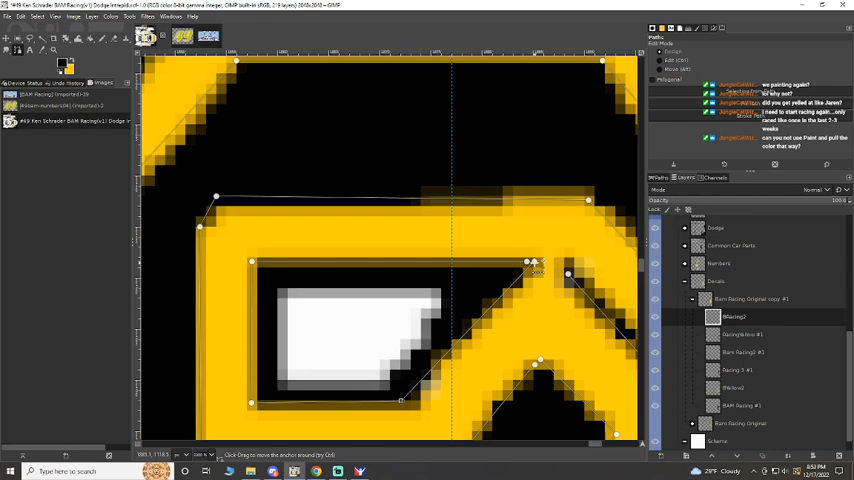 #49 Ken Schrader BAM Racing(v1) Dodge Intrepid.xcf-1.0 (RGB color 8-bit gamma integer, GIMP built-in sRGB, 219 layers) 2048x2048 – GIMP
File Edit Select View Image Layer Colors Tools Filters Windows Help
Paths
Edit Mode
Design
Edit (Ctrl)
Move (Alt)
Polygonal
Stroke Path
we painting again?
for why not?
did you get yelled at like Jaren?
I need to start racing again...only
raced like once in the last 2-3
weeks
can you not use Paint and pull the
color that way?
Device Status Undo History Images
[BAM Racing] (imported)-39
#49 Ken Schrader BAM Racing(v1) Dodge In
Paths Layers Channels
Mode Normal
Opacity 100.0
Lock:
Dodge
Common Car Parts
Numbers
Decals
Bam Racing Original copy #1
BRacing2
Bam Racing2 #1
Racing 3 #1
BYellow2
BAM Racing #1
Bam Racing Original
Scheme
1085.1, 1118.5 px 1000 % Click-Drag to move the anchor around (try Ctrl)
Type here to search
29°F Cloudy
8:53 PM
12/17/2022